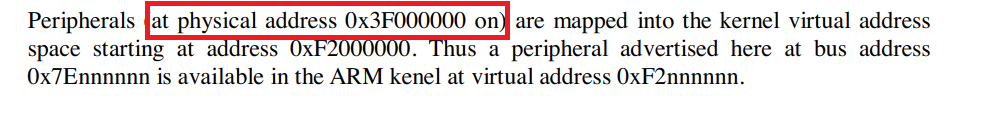 Peripherals (at physical address 0x3F000000 on) are mapped into the kernel virtual address
space starting at address 0xF2000000. Thus a peripheral advertised here at bus address
0x7Ennnnnn is available in the ARM kenel at virtual address 0xF2nnnnnn.